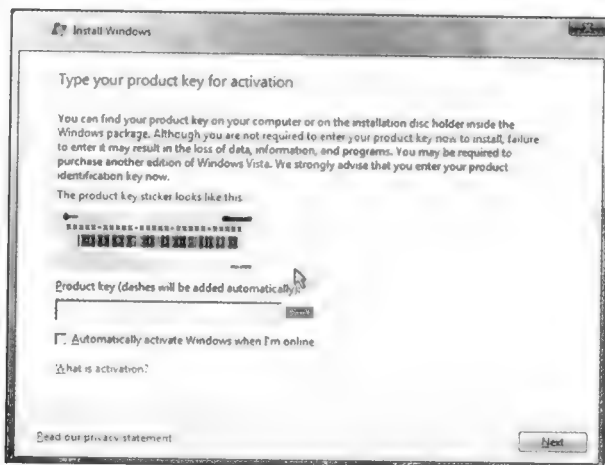 Install Windows
Type your product key for activation
You can find your product key on your computer or on the installation disc holder inside the
Windows package. Although you are not required to enter your product key now to install, failure
to enter it may result in the loss of data, information, and programs. You may be required to
purchase another edition of Windows Vista. We strongly advise that you enter your product
identification key now.
The product key sticker looks like this
Product key (dashes will be added automatically):
Automatically activate Windows when I'm online
What is activation?
Read our privacy statement
Next